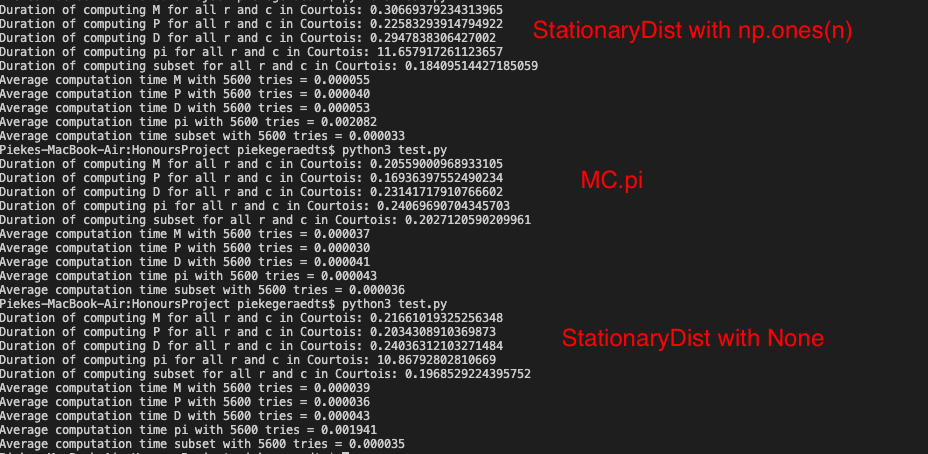 Duration of computing M for all r and c in Courtois: 0.30669379234313965
Duration of computing P for all r and c in Courtois: 0.22583293914794922
Duration of computing D for all r and c in Courtois: 0.2947838306427002
StationaryDist with np.ones(n)
Duration of computing pi for all r and c in Courtois: 11.657917261123657
Duration of computing subset for all r and c in Courtois: 0.18409514427185059
Average computation time M with 5600 tries = 0.000055
Average computation time P with 5600 tries = 0.000040
Average computation time D with 5600 tries = 0.000053
Average computation time pi with 5600 tries = 0.002082
Average computation time subset with 5600 tries = 0.000033
Piekes-MacBook-Air:HonoursProject piekegeraedts$ python3 test.py
Duration of computing M for all r and c in Courtois: 0.20559000968933105
Duration of computing P for all r and c in Courtois: 0.16936397552490234
MC.pi
Duration of computing D for all r and c in Courtois: 0.23141717910766602
Duration of computing pi for all r and c in Courtois: 0.24069690704345703
Duration of computing subset for all r and c in Courtois: 0.2027120590209961
Average computation time M with 5600 tries = 0.000037
Average computation time P with 5600 tries = 0.000030
Average computation time D with 5600 tries = 0.000041
Average computation time pi with 5600 tries = 0.000043
Average computation time subset with 5600 tries = 0.000036
Piekes-MacBook-Air:HonoursProject piekegeraedts$ python3 test.py
Duration of computing M for all r and c in Courtois: 0.21661019325256348
Duration of computing P for all r and c in Courtois: 0.2034308910369873
StationaryDist with None
Duration of computing D for all r and c in Courtois: 0.24036312103271484
Duration of computing pi for all r and c in Courtois: 10.86792802810669
Duration of computing subset for all r and c in Courtois: 0.1968529224395752
Average computation time M with 5600 tries = 0.000039
Average computation time P with 5600 tries = 0.000036
Average computation time D with 5600 tries = 0.000043
Average computation time pi with 5600 tries = 0.001941
Average computation time subset with 5600 tries = 0.000035